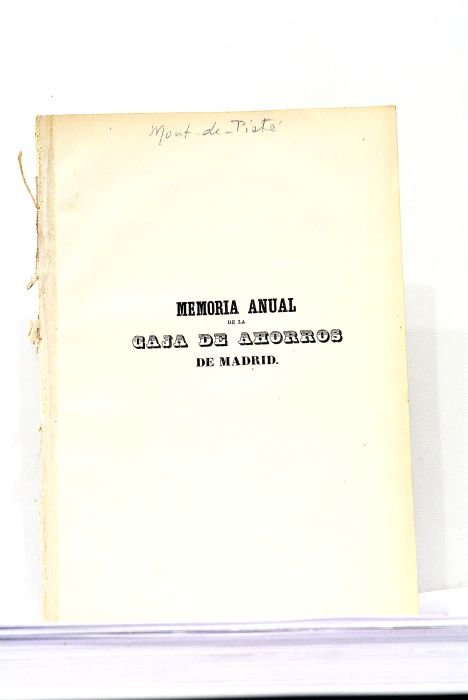 Mont-de-Piété
MEMORIA ANUAL
DE LA
CAJA DE AHORROS
DE MADRID.